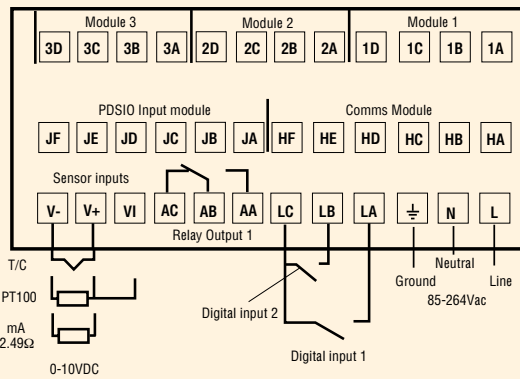 Module 3 Module 2 Module 1
3D 3C 3B 3A 2D 2C 2B 2A 1D 1C 1B 1A
PDSIO Input module Comms Module
JF JE JD JC JB JA HF HE HD HC HB HA
Sensor inputs
V- V+ VI AC AB AA LC LB LA N L
Relay Output 1
T/C
Neutral
Ground Line
PT100
85-264Vac
Digital input 2
mA
2.49Ω
Digital input 1
0-10VDC